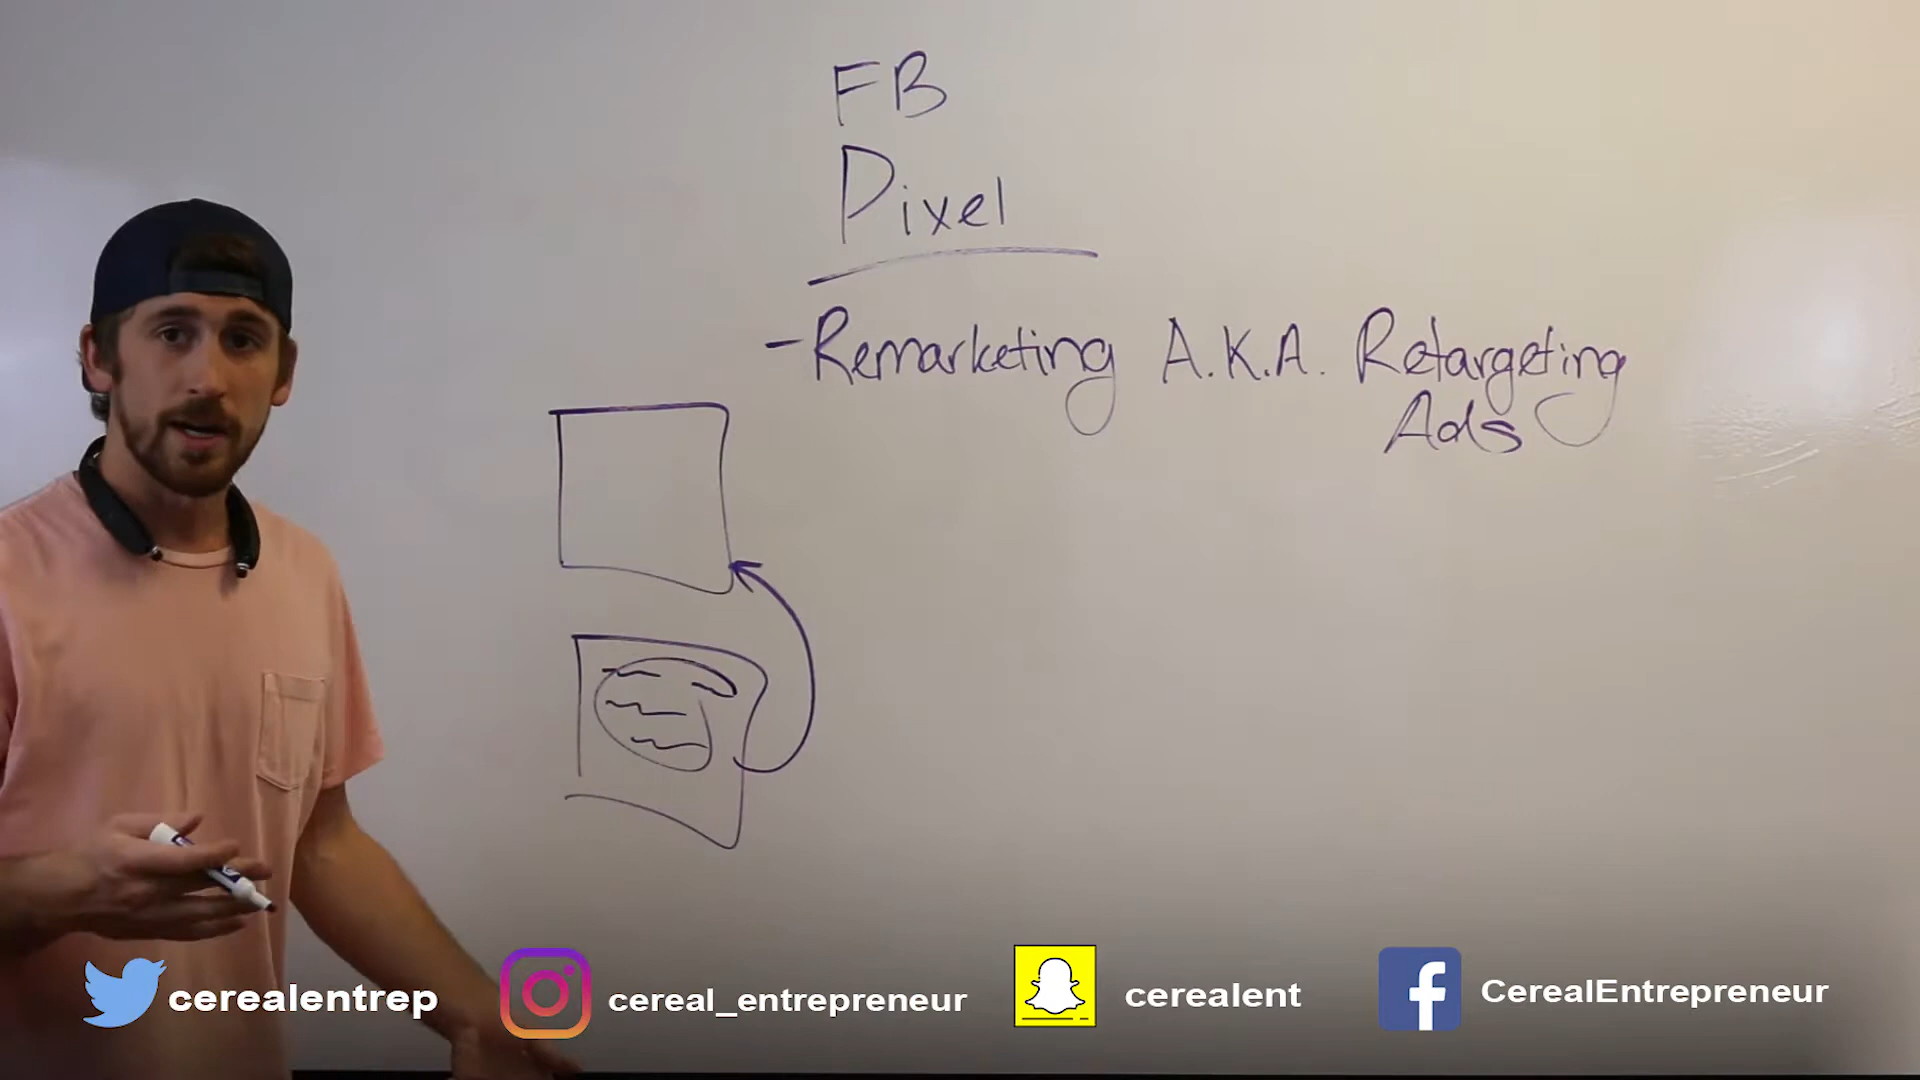 FB
Pixel
- Remarketing A.K.A. Retargeting
Ads
cerealentrep
cereal_entrepreneur
cerealent
CerealEntrepreneur